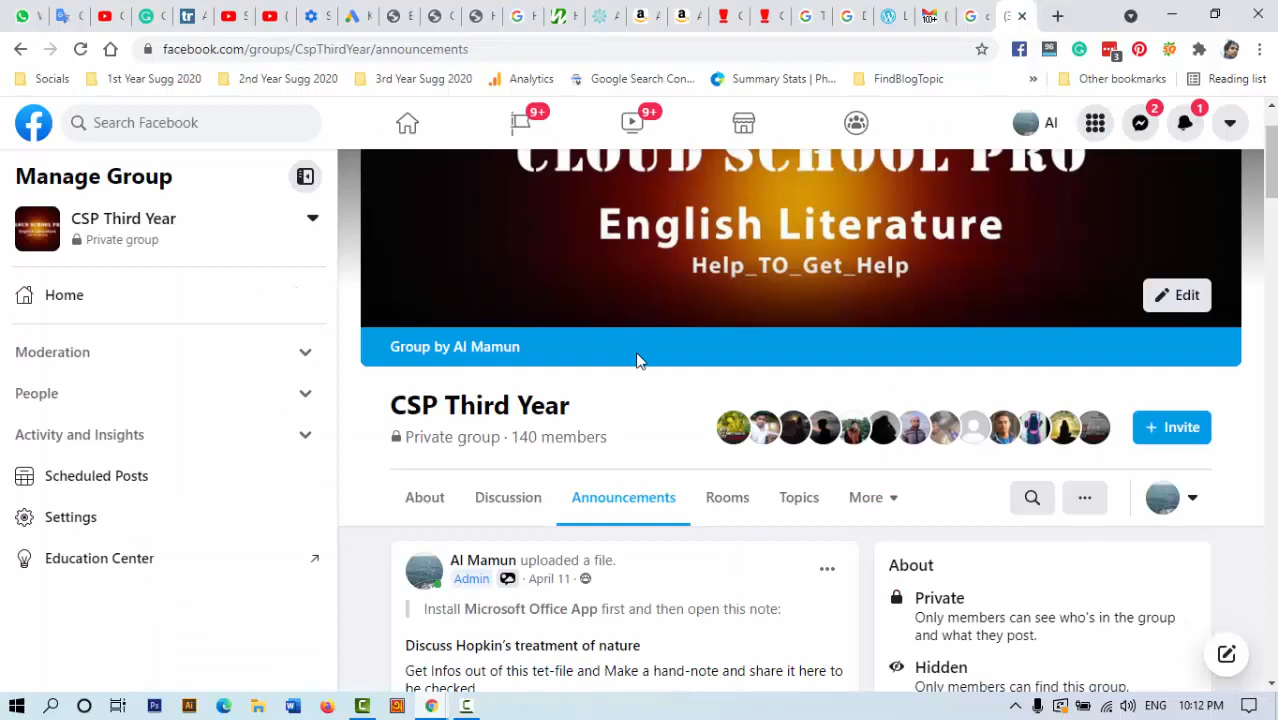 facebook.com/groups/CspThirdYear/announcements
96
3
Socials
1st Year Sugg 2020
2nd Year Sugg 2020
3rd Year Sugg 2020
Analytics
Google Search Con...
Summary Stats | Ph...
FindBlogTopic
»
Other bookmarks
Reading list
Search Facebook
9+
9+
Al
2
1
Manage Group
CSP Third Year
Private group
Home
Moderation
People
Activity and Insights
Scheduled Posts
Settings
Education Center
CLOUD SCHOOL PRO
English Literature
Help_TO_Get_Help
Edit
Group by Al Mamun
CSP Third Year
Private group · 140 members
+ Invite
About
Discussion
Announcements
Rooms
Topics
More
Al Mamun uploaded a file.
Admin · April 11 ·
Install Microsoft Office App first and then open this note:
Discuss Hopkin's treatment of nature
Get Infos out of this tet-file and Make a hand-note and share it here to
be checked
About
Private
Only members can see who's in the group
and what they post.
Hidden
Only members can find this group.
10:12 PM